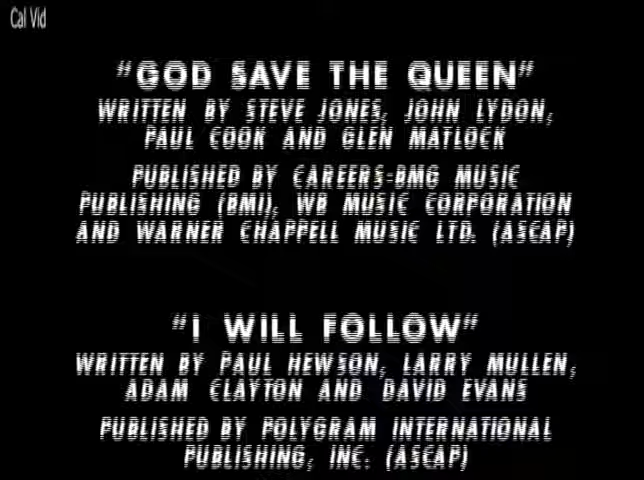 Cal Vid
"GOD SAVE THE QUEEN"
WRITTEN BY STEVE JONES, JOHN LYDON,
PAUL COOK AND GLEN MATLOCK
PUBLISHED BY CAREERS-BMG MUSIC
PUBLISHING (BMI), WB MUSIC CORPORATION
AND WARNER CHAPPELL MUSIC LTD. (ASCAP)
"I WILL FOLLOW"
WRITTEN BY PAUL HEWSON, LARRY MULLEN,
ADAM CLAYTON AND DAVID EVANS
PUBLISHED BY POLYGRAM INTERNATIONAL
PUBLISHING, INC. (ASCAP)